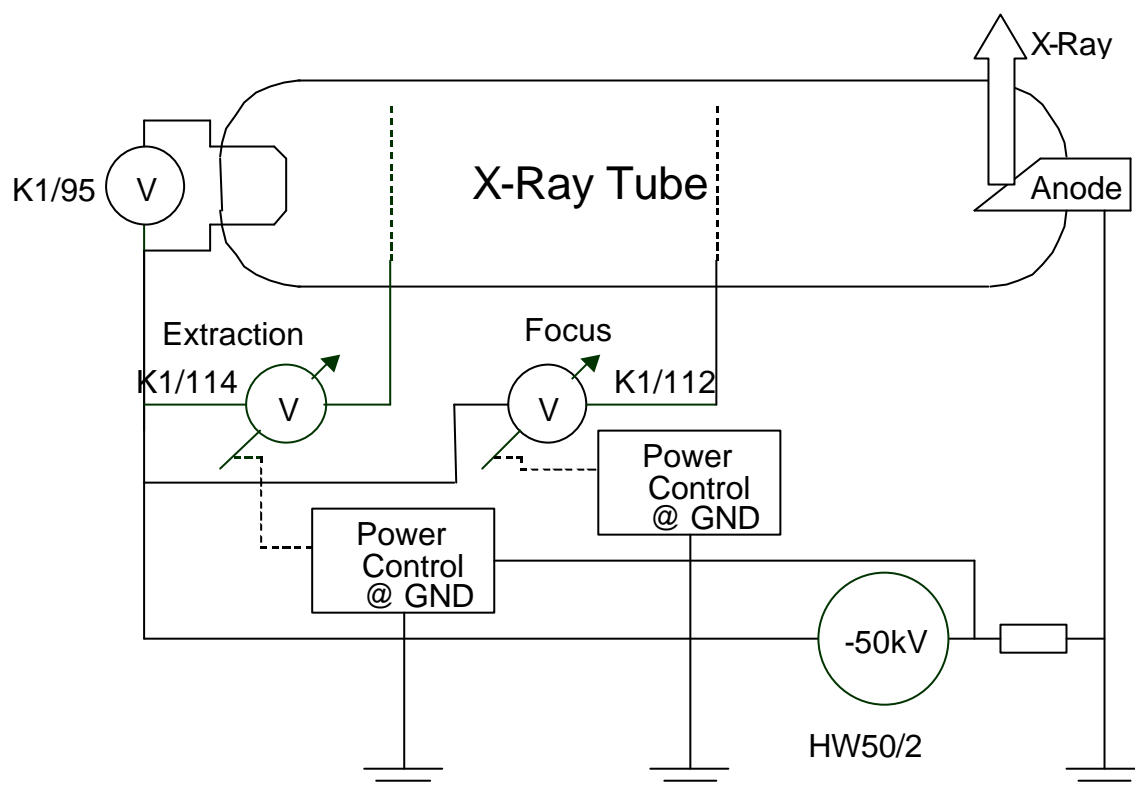 X-Ray
K1/95
V
X-Ray Tube
Anode
Extraction
Focus
K1/114
V
V
K1/112
Power
Control
@ GND
Power
Control
@ GND
-50kV
HW50/2